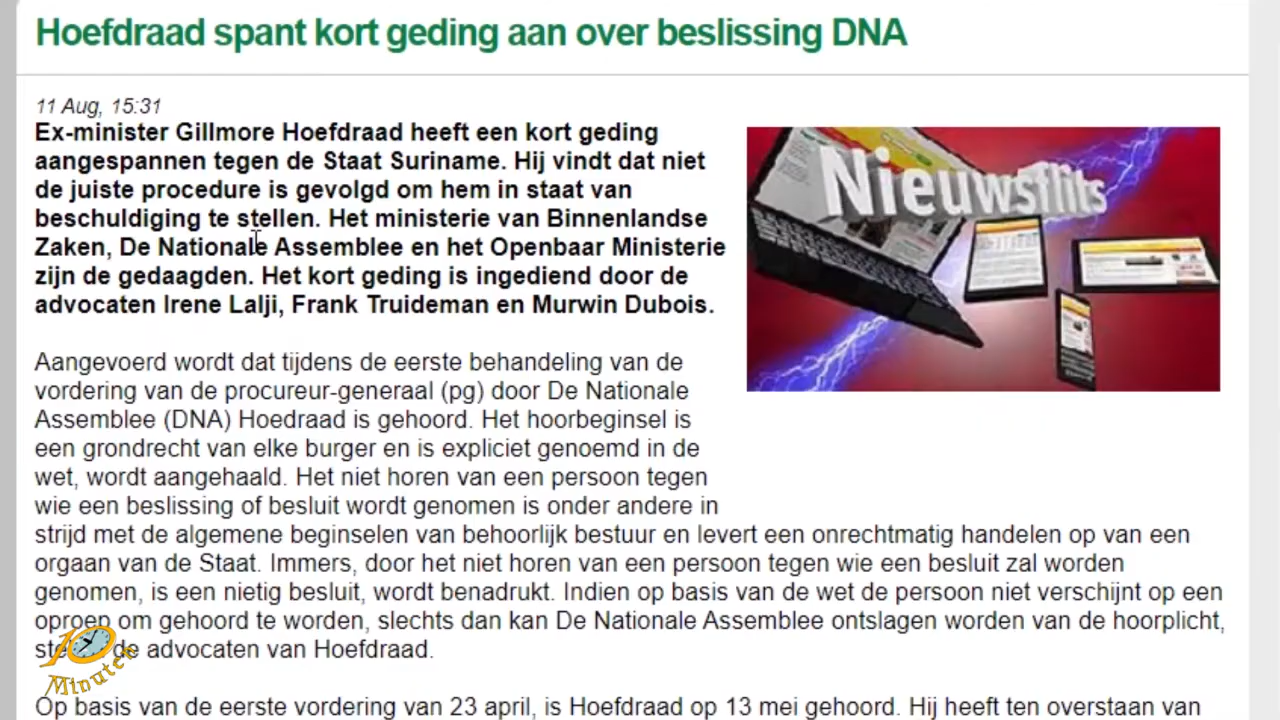 Hoefdraad spant kort geding aan over beslissing DNA
11 Aug, 15:31
Ex-minister Gillmore Hoefdraad heeft een kort geding
aangespannen tegen de Staat Suriname. Hij vindt dat niet
de juiste procedure is gevolgd om hem in staat van
beschuldiging te stellen. Het ministerie van Binnenlandse
Zaken, De Nationale Assemblee en het Openbaar Ministerie
zijn de gedaagden. Het kort geding is ingediend door de
advocaten Irene Lalji, Frank Truideman en Murwin Dubois.
Nieuwsflits
Aangevoerd wordt dat tijdens de eerste behandeling van de
vordering van de procureur-generaal (pg) door De Nationale
Assemblee (DNA) Hoedraad is gehoord. Het hoorbeginsel is
een grondrecht van elke burger en is expliciet genoemd in de
wet, wordt aangehaald. Het niet horen van een persoon tegen
wie een beslissing of besluit wordt genomen is onder andere in
strijd met de algemene beginselen van behoorlijk bestuur en levert een onrechtmatig handelen op van een
orgaan van de Staat. Immers, door het niet horen van een persoon tegen wie een besluit zal worden
genomen, is een nietig besluit, wordt benadrukt. Indien op basis van de wet de persoon niet verschijnt op een
oproep om gehoord te worden, slechts dan kan De Nationale Assemblee ontslagen worden van de hoorplicht,
de advocaten van Hoefdraad.
10 Minuten
Op basis van de eerste vordering van 23 april, is Hoefdraad op 13 mei gehoord. Hij heeft ten overstaan van